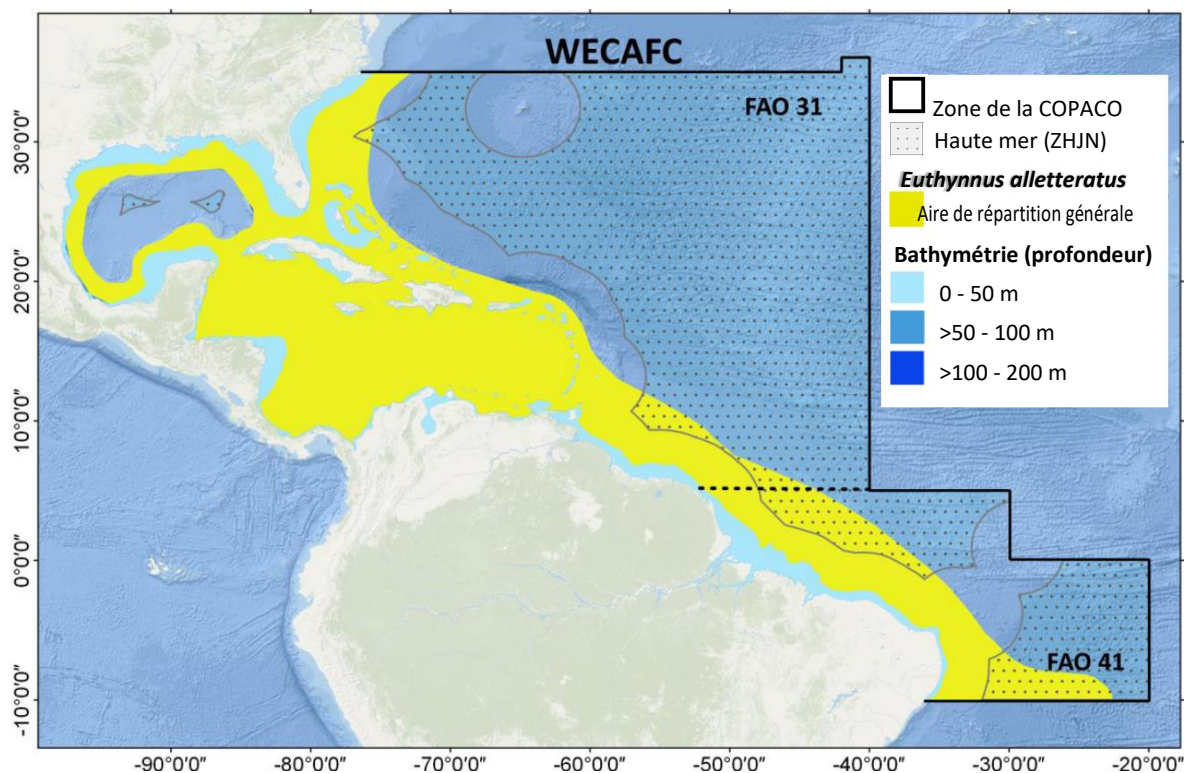 WECAFC
FAO 31
Zone de la COPACO
Haute mer (ZHJN)
Euthynnus alletteratus
Aire de répartition générale
Bathymétrie (profondeur)
0 - 50 m
>50 - 100 m
>100 - 200 m
FAO 41
30°0'0"
20°0'0"
10°0'0"
0°0'0"
-10°0'0"
-90°0'0"
-80°0'0"
-70°0'0"
-60°0'0"
-50°0'0"
-40°0'0"
-30°0'0"
-20°0'0"